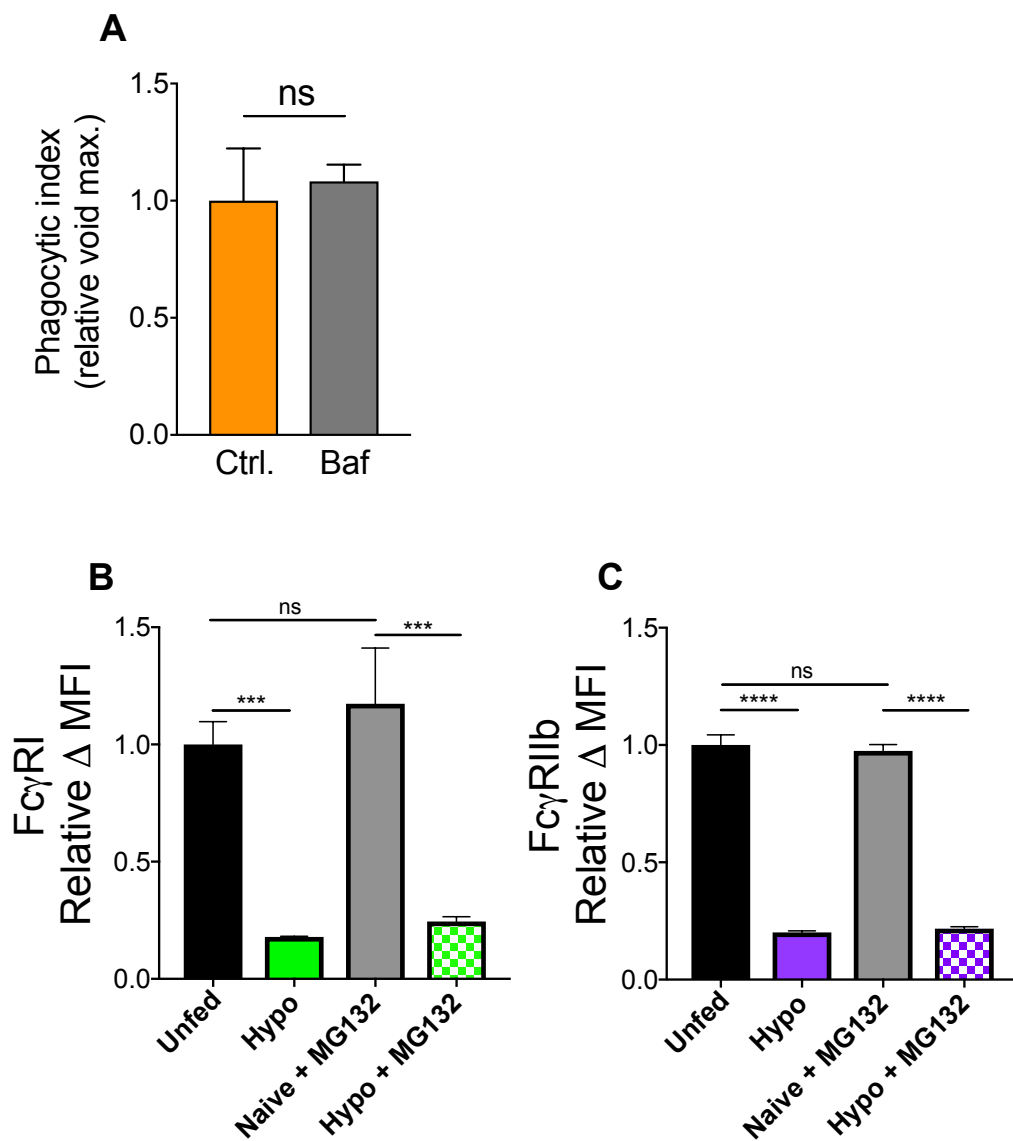 A
Phagocytic index
(relative void max.)
1.5
1.0
0.5
0.0
ns
Ctrl.
Baf
B
FcγRI
Relative Δ MFI
1.5
1.0
0.5
0.0
ns
***
***
Unfed
Hypo
Naive + MG132
Hypo + MG132
C
FcγRIIb
Relative Δ MFI
1.5
1.0
0.5
0.0
ns
****
****
Unfed
Hypo
Naive + MG132
Hypo + MG132